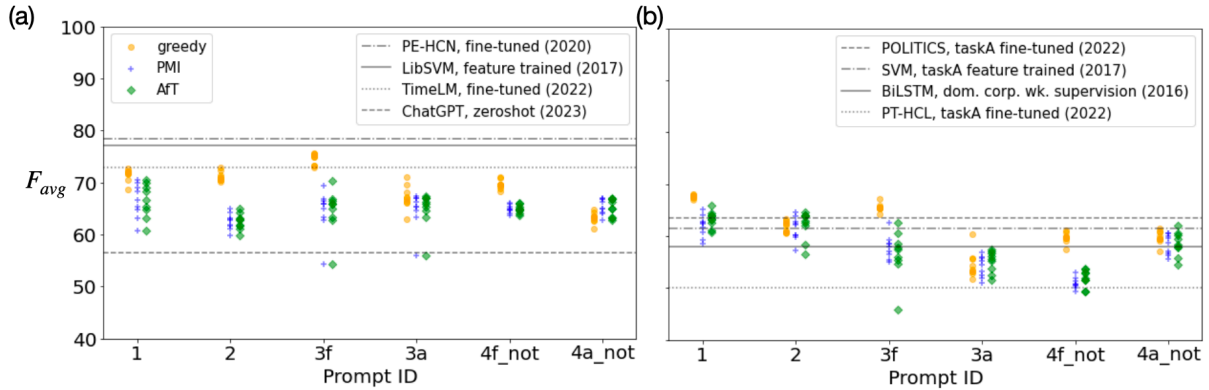 (a)
100
90
80
70
60
50
40
F_avg
greedy
PMI
AfT
PE-HCN, fine-tuned (2020)
LibSVM, feature trained (2017)
TimeLM, fine-tuned (2022)
ChatGPT, zeroshot (2023)
1 2 3f 3a 4f_not 4a_not
Prompt ID
(b)
POLITICS, taskA fine-tuned (2022)
SVM, taskA feature trained (2017)
BiLSTM, dom. corp. wk. supervision (2016)
PT-HCL, taskA fine-tuned (2022)
1 2 3f 3a 4f_not 4a_not
Prompt ID